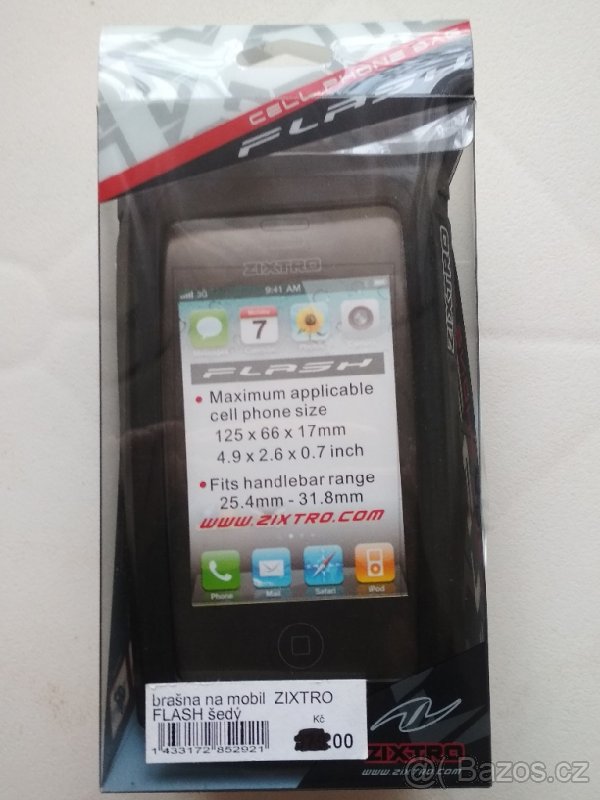 CELL PHONE BAG
FLASH
ZIXTRO
ZIXTRO
3G 9:41 AM
7
FLASH
• Maximum applicable
cell phone size
125 x 66 x 17mm
4.9 x 2.6 x 0.7 inch
• Fits handlebar range
25.4mm - 31.8mm
WWW.ZIXTRO.COM
Phone Mail Safari iPod
brašna na mobil ZIXTRO
FLASH šedý
Kč
00
1 433172 852921
ZIXTRO
WWW.ZIXTRO.COM
@Bazos.cz